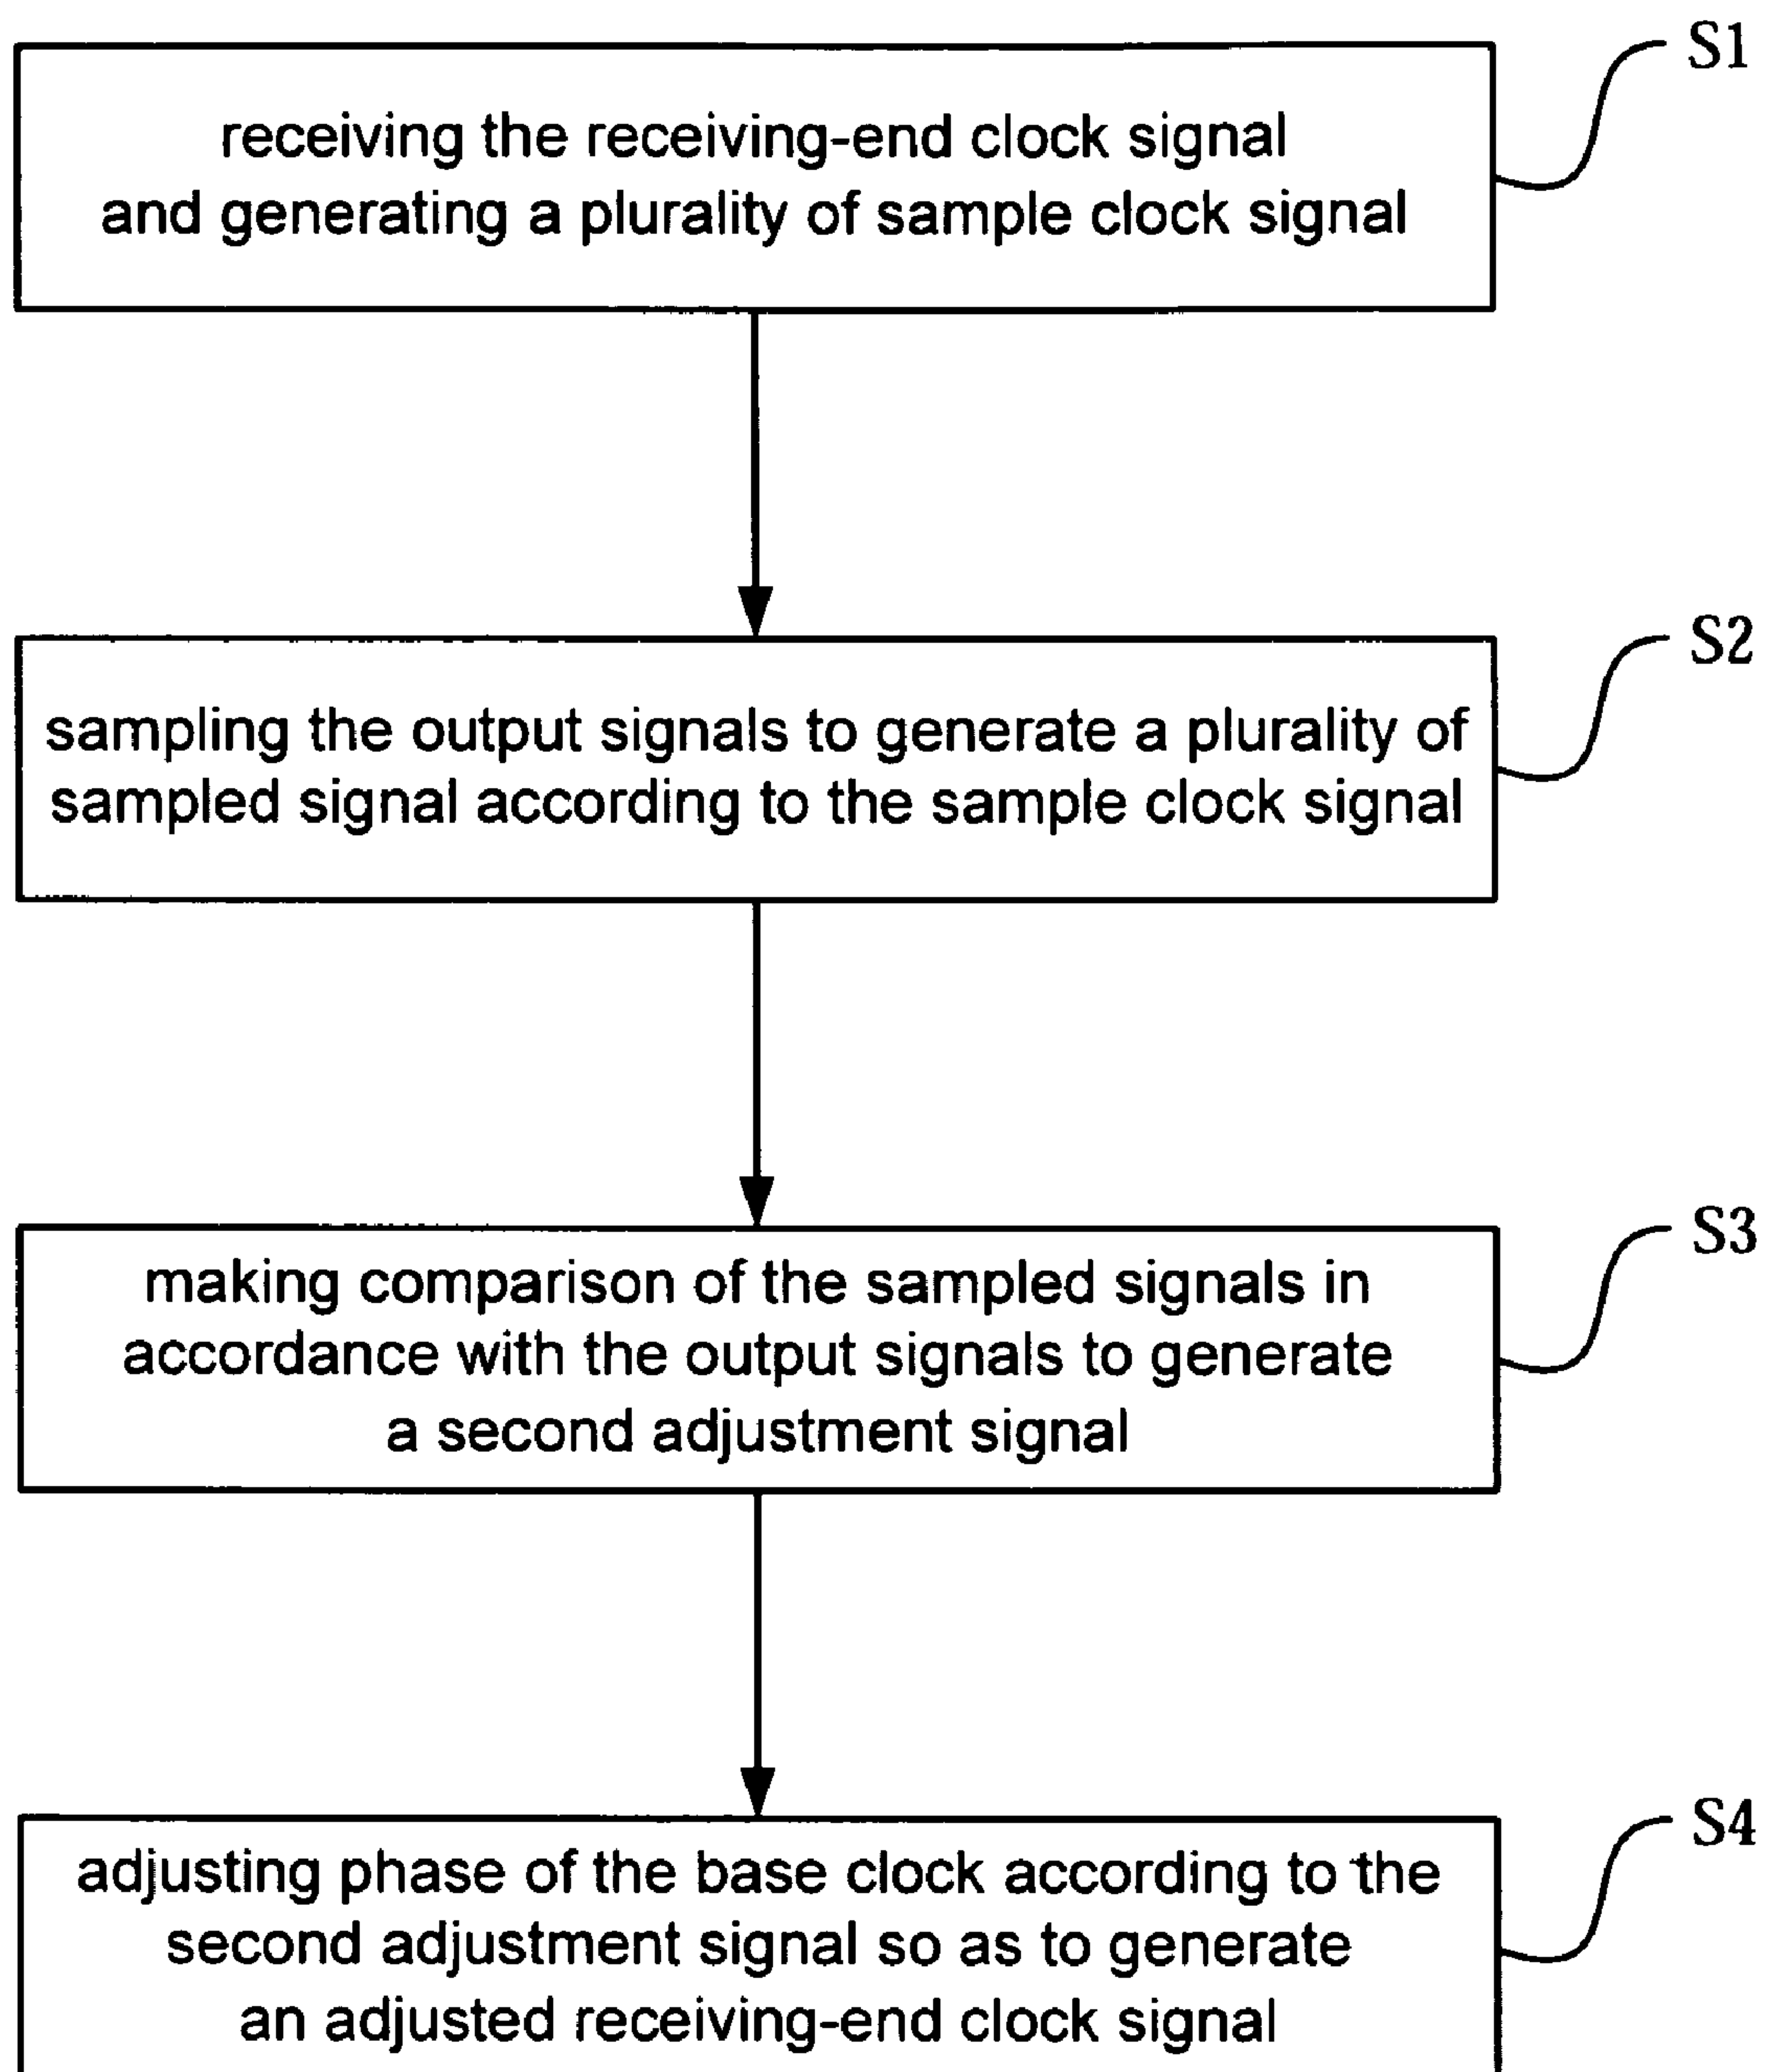 S1
receiving the receiving-end clock signal
and generating a plurality of sample clock signal
S2
sampling the output signals to generate a plurality of
sampled signal according to the sample clock signal
S3
making comparison of the sampled signals in
accordance with the output signals to generate
a second adjustment signal
S4
adjusting phase of the base clock according to the
second adjustment signal so as to generate
an adjusted receiving-end clock signal